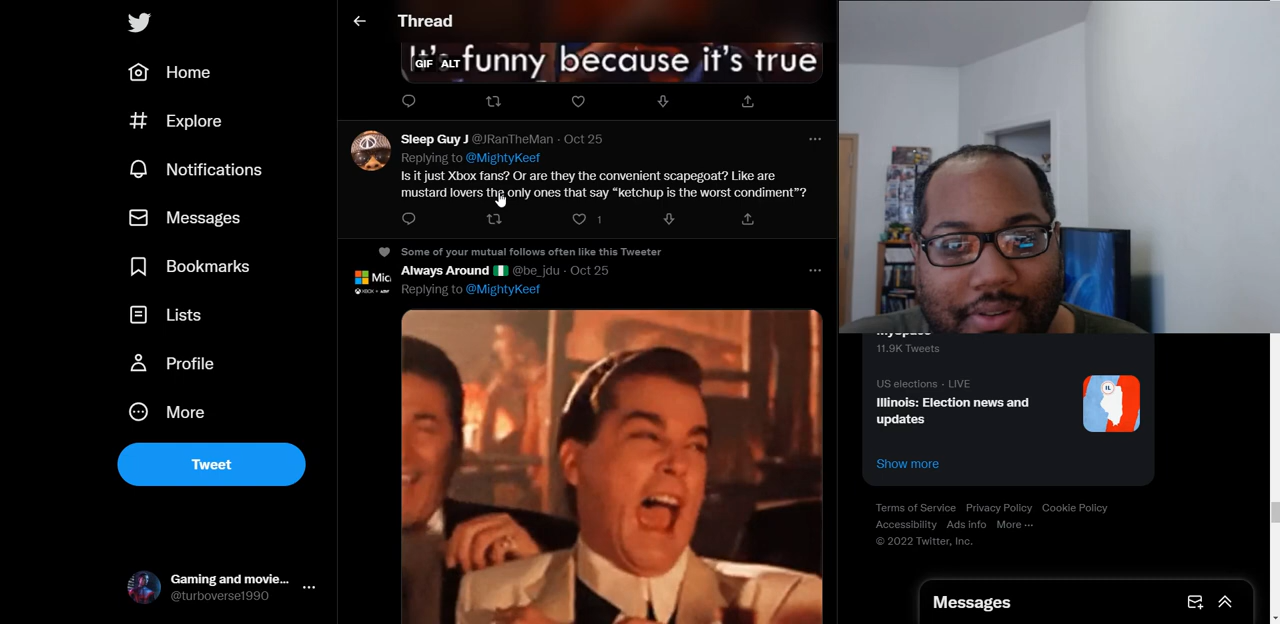 Home
Explore
Notifications
Messages
Bookmarks
Lists
Profile
More
Tweet
Gaming and movie...
@turboverse1990
Thread
It's funny because it's true
GIF ALT
Sleep Guy J @JRanTheMan · Oct 25
Replying to @MightyKeef
Is it just Xbox fans? Or are they the convenient scapegoat? Like are
mustard lovers the only ones that say “ketchup is the worst condiment”?
1
Some of your mutual follows often like this Tweeter
Always Around @be_jdu · Oct 25
Replying to @MightyKeef
Mic
XBOX
11.9K Tweets
US elections · LIVE
Illinois: Election news and
updates
IL
Show more
Terms of Service Privacy Policy Cookie Policy
Accessibility Ads info More ...
© 2022 Twitter, Inc.
Messages